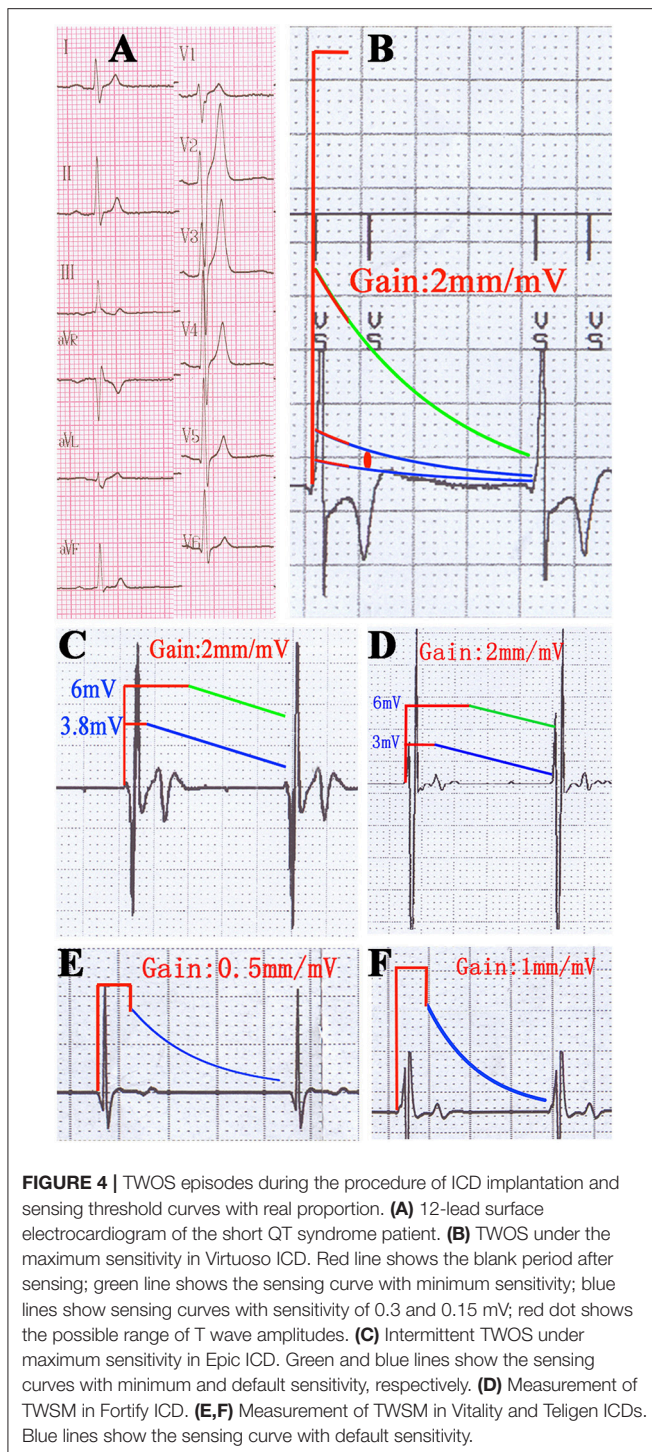 A
I
V1
II
V2
III
V3
aVR
V4
aVL
V5
aVF
V6
B
Gain:2mm/mV
V S
V S
V S
V S
C
Gain:2mm/mV
6mV
3.8mV
D
Gain:2mm/mV
6mV
3mV
E
Gain:0.5mm/mV
F
Gain:1mm/mV
FIGURE 4 | TWOS episodes during the procedure of ICD implantation and
sensing threshold curves with real proportion. (A) 12-lead surface
electrocardiogram of the short QT syndrome patient. (B) TWOS under the
maximum sensitivity in Virtuoso ICD. Red line shows the blank period after
sensing; green line shows the sensing curve with minimum sensitivity; blue
lines show sensing curves with sensitivity of 0.3 and 0.15 mV; red dot shows
the possible range of T wave amplitudes. (C) Intermittent TWOS under
maximum sensitivity in Epic ICD. Green and blue lines show the sensing
curves with minimum and default sensitivity, respectively. (D) Measurement of
TWSM in Fortify ICD. (E,F) Measurement of TWSM in Vitality and Teligen ICDs.
Blue lines show the sensing curve with default sensitivity.